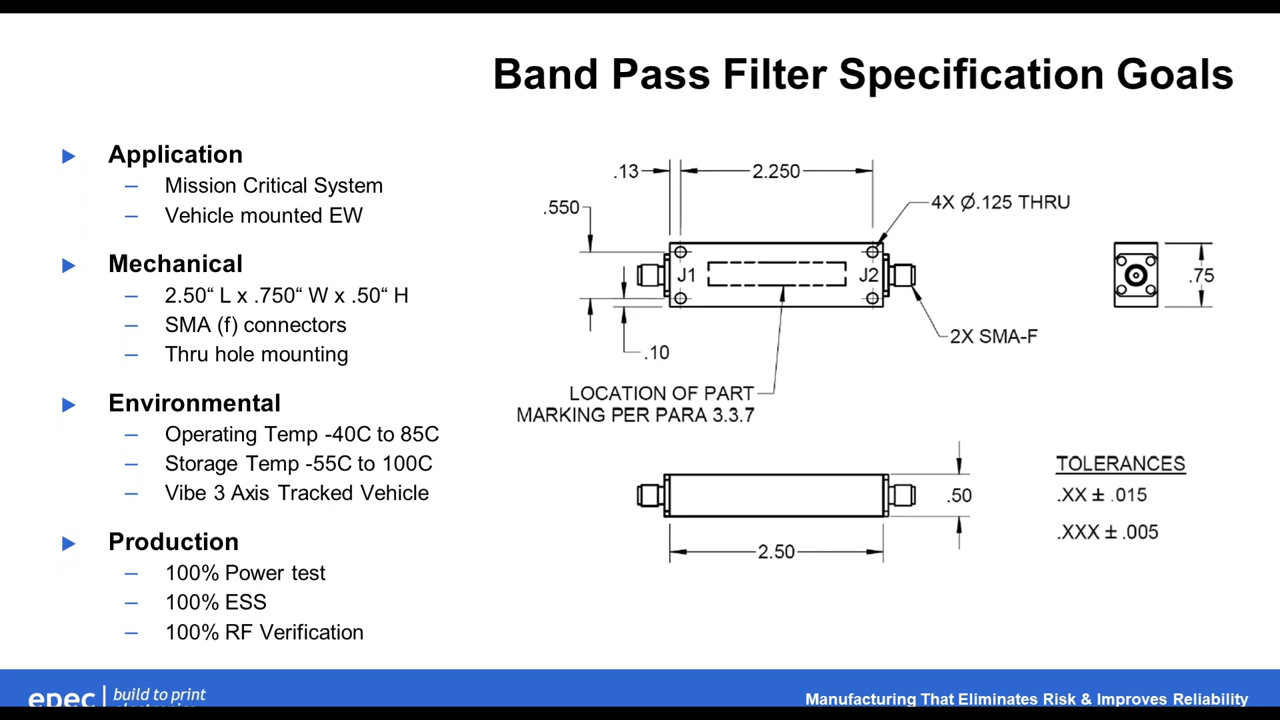 Band Pass Filter Specification Goals
Application
– Mission Critical System
– Vehicle mounted EW
Mechanical
– 2.50“ L x .750“ W x .50“ H
– SMA (f) connectors
– Thru hole mounting
Environmental
– Operating Temp -40C to 85C
– Storage Temp -55C to 100C
– Vibe 3 Axis Tracked Vehicle
Production
– 100% Power test
– 100% ESS
– 100% RF Verification
.13
2.250
.550
4X Ø.125 THRU
J1
J2
.75
2X SMA-F
.10
LOCATION OF PART
MARKING PER PARA 3.3.7
.50
2.50
TOLERANCES
.XX ± .015
.XXX ± .005
epec
build to print
Manufacturing That Eliminates Risk & Improves Reliability